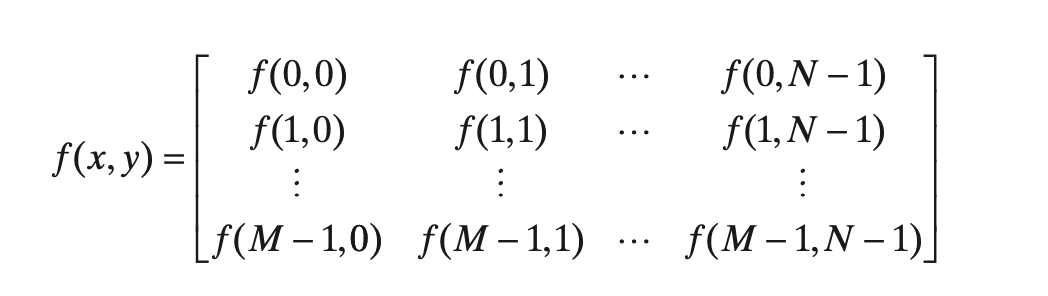 f(0,0) f(0,1) ⋯ f(0,N − 1)
f(1,0) f(1,1) ⋯ f(1,N − 1)
f(x, y) =
⋮ ⋮ ⋮
f(M − 1,0) f(M − 1,1) ⋯ f(M − 1,N − 1)